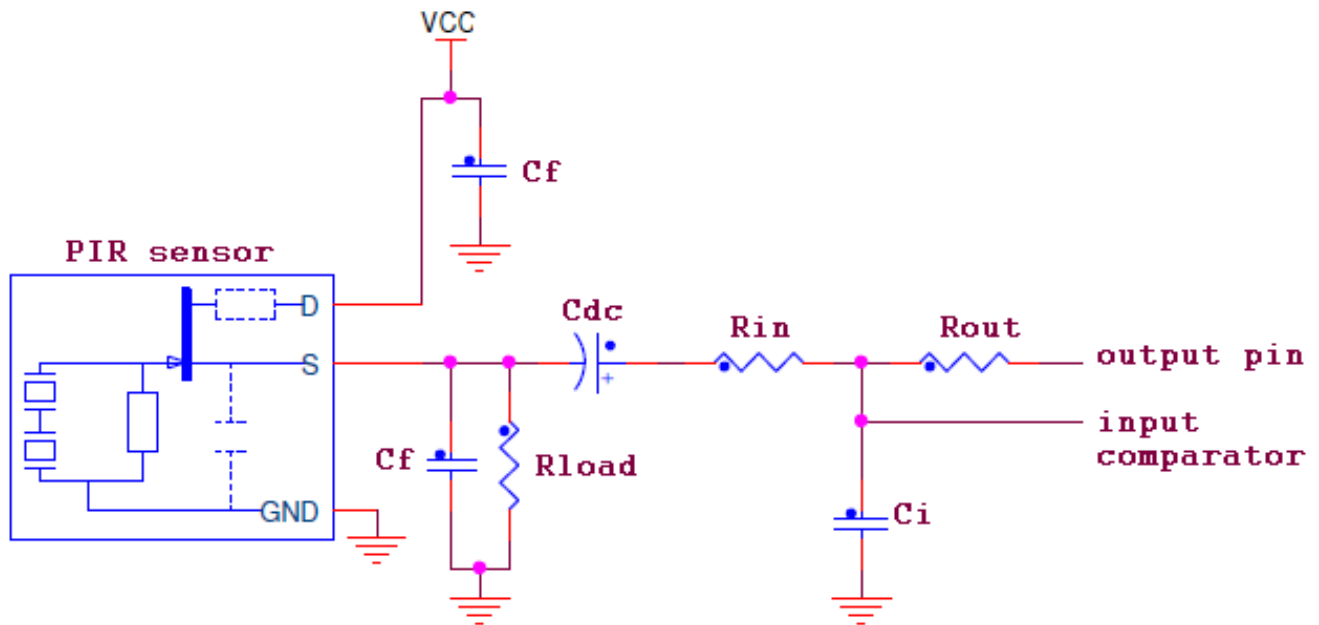 VCC
Cf
PIR sensor
D
Cdc
Rin
Rout
S
+
output pin
input
comparator
Cf
Rload
GND
Ci